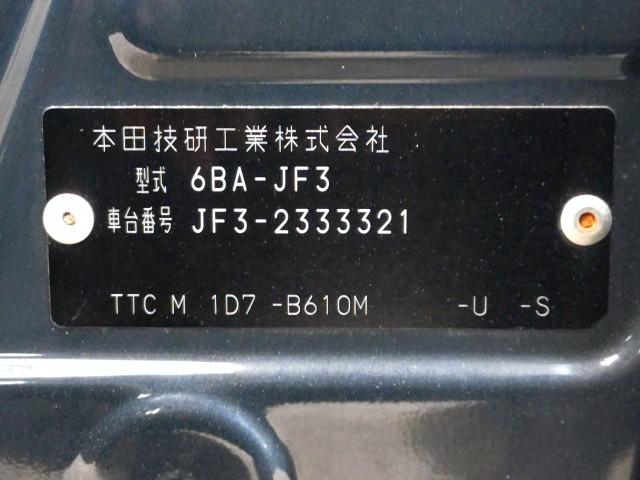 本田技研工業株式会社
型式 6BA-JF3
車台番号 JF3-2333321
TTC M 1D7 -B610M -U -S